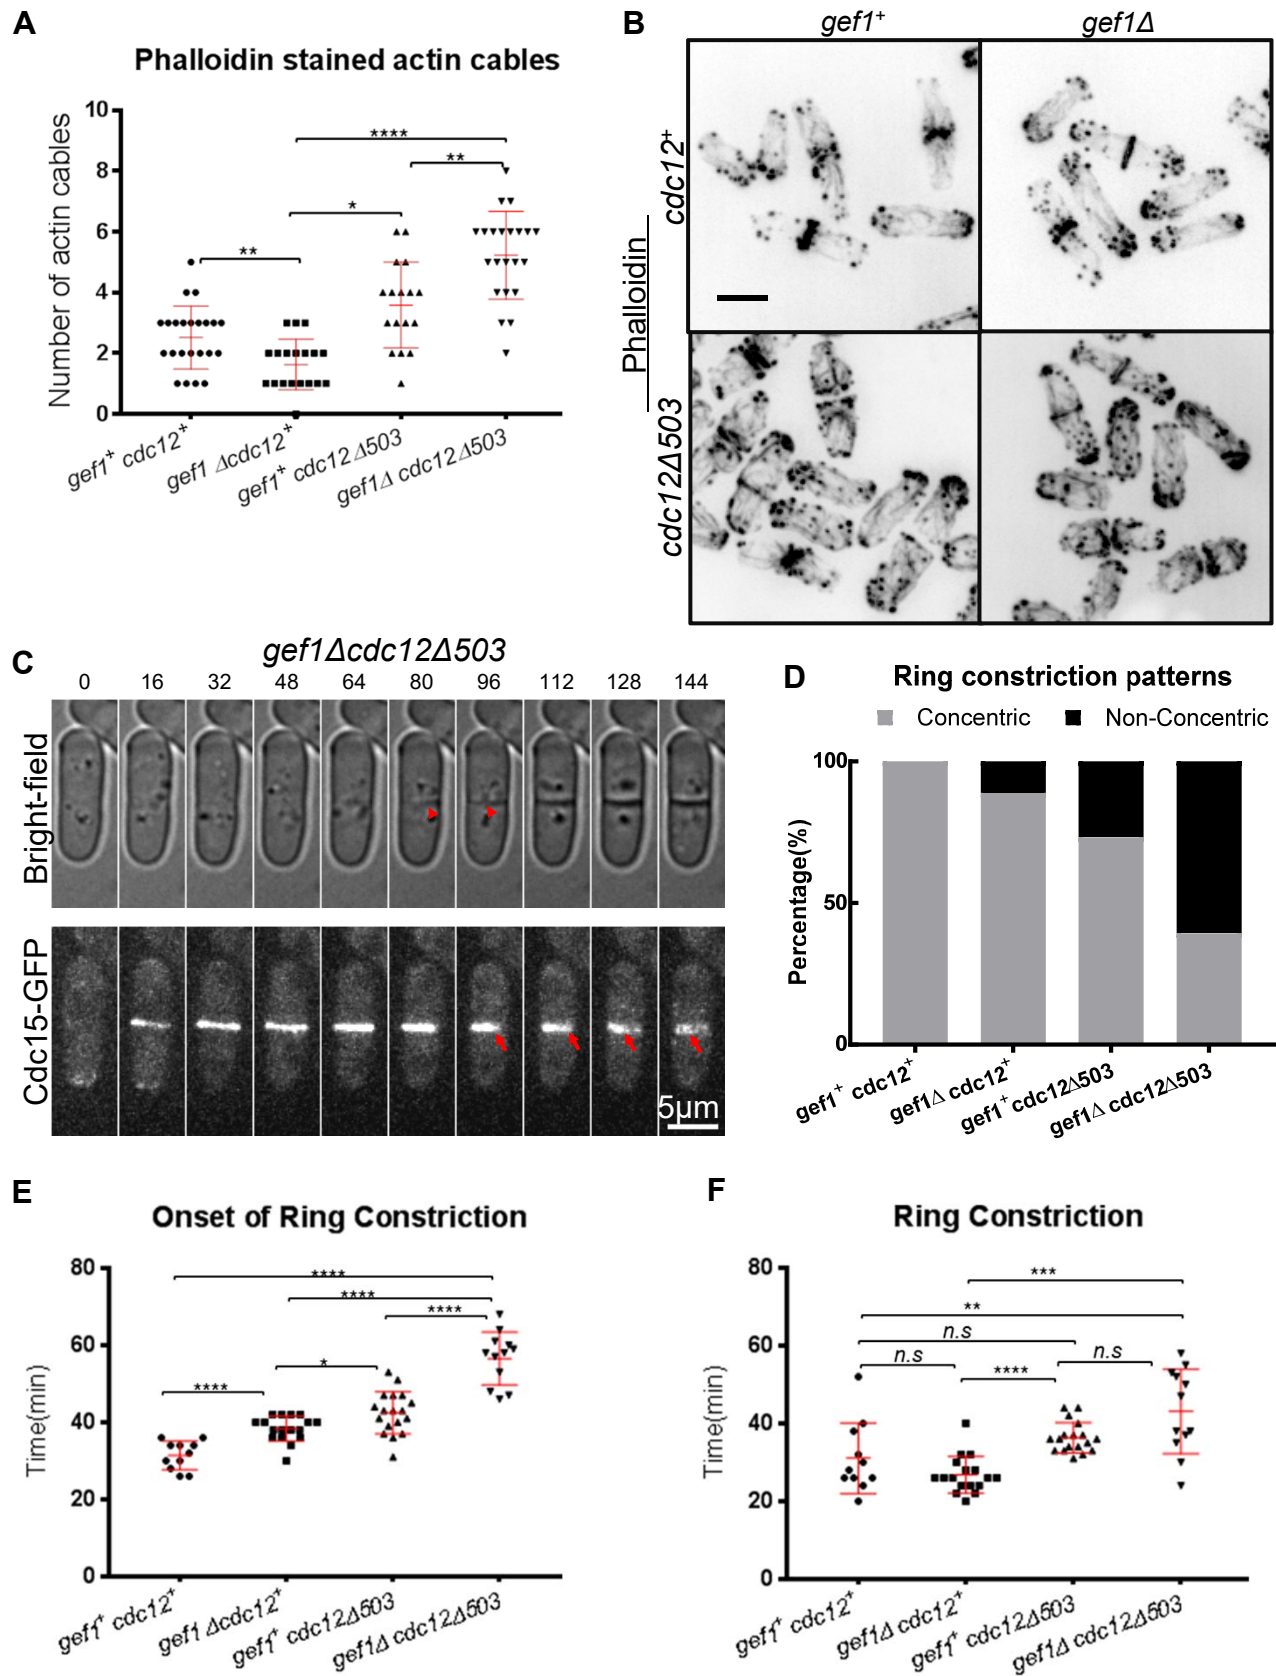 A
Phalloidin stained actin cables
Number of actin cables
10
8
6
4
2
0
****
**
*
**
gef1+ cdc12+
gef1 Δcdc12+
gef1+ cdc12Δ503
gef1Δ cdc12Δ503
B
gef1+
gef1Δ
Phalloidin
cdc12+
cdc12Δ503
C
gef1Δcdc12Δ503
0 16 32 48 64 80 96 112 128 144
Bright-field
Cdc15-GFP
5µm
D
Ring constriction patterns
Concentric Non-Concentric
Percentage(%)
100
50
0
gef1+ cdc12+
gef1Δ cdc12+
gef1+ cdc12Δ503
gef1Δ cdc12Δ503
E
Onset of Ring Constriction
Time(min)
80
60
40
20
0
****
****
****
*
****
gef1+ cdc12+
gef1 Δcdc12+
gef1+ cdc12Δ503
gef1Δ cdc12Δ503
F
Ring Constriction
Time(min)
80
60
40
20
0
***
**
n.s
n.s
n.s
****
gef1+ cdc12+
gef1Δ cdc12+
gef1+ cdc12Δ503
gef1Δ cdc12Δ503